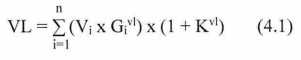 VL = n∑i=1 (Vᵢ x Gᵢᵛˡ) x (1 + Kᵛˡ) (4.1)